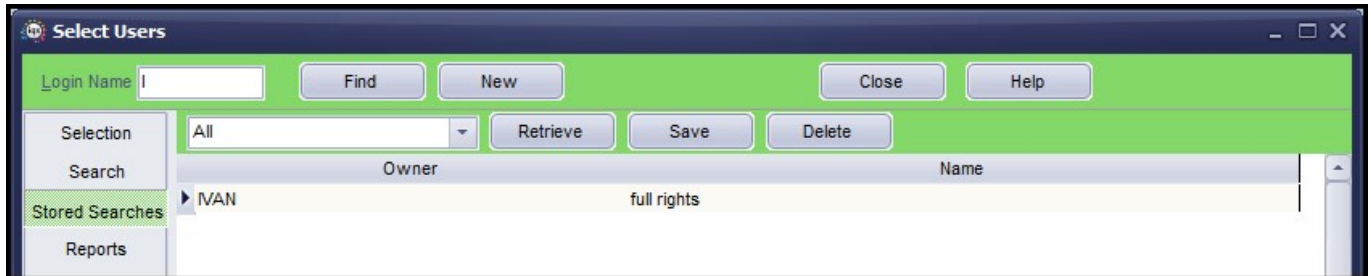 Select Users
Login Name I Find New Close Help
Selection All Retrieve Save Delete
Search Owner Name
Stored Searches IVAN full rights
Reports